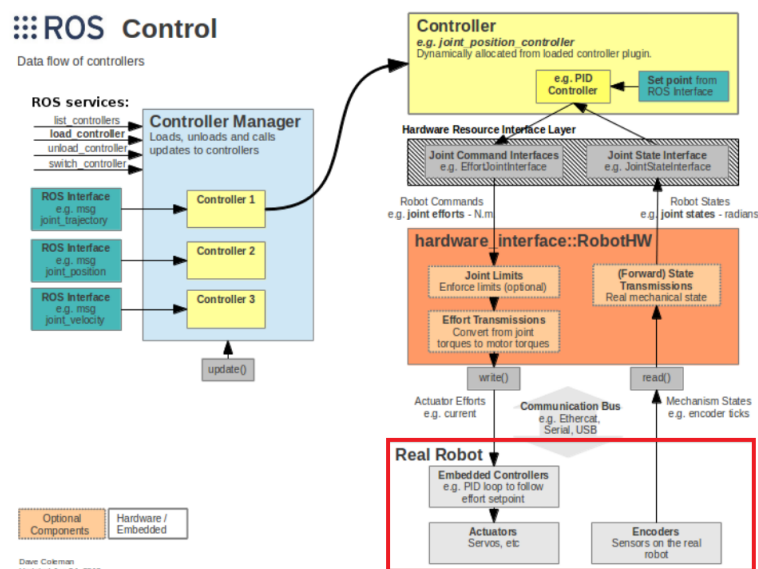 ROS Control
Data flow of controllers
ROS services:
list_controllers
load_controller
unload_controller
switch_controller
Controller Manager
Loads, unloads and calls
updates to controllers
ROS Interface
e.g. msg
joint_trajectory
Controller 1
ROS Interface
e.g. msg
joint_position
Controller 2
ROS Interface
e.g. msg
joint_velocity
Controller 3
update()
Controller
e.g. joint_position_controller
Dynamically allocated from loaded controller plugin.
e.g. PID
Controller
Set point from
ROS Interface
Hardware Resource Interface Layer
Joint Command Interfaces
e.g. EffortJointInterface
Joint State Interface
e.g. JointStateInterface
Robot Commands
e.g. joint efforts - N.m
Robot States
e.g. joint states - radians
hardware_interface::RobotHW
Joint Limits
Enforce limits (optional)
(Forward) State
Transmissions
Real mechanical state
Effort Transmissions
Convert from joint
torques to motor torques
write()
read()
Actuator Efforts
e.g. current
Communication Bus
e.g. Ethercat,
Serial, USB
Mechanism States
e.g. encoder ticks
Real Robot
Embedded Controllers
e.g. PID loop to follow
effort setpoint
Actuators
Servos, etc
Encoders
Sensors on the real
robot
Optional
Components
Hardware /
Embedded
Dave Coleman